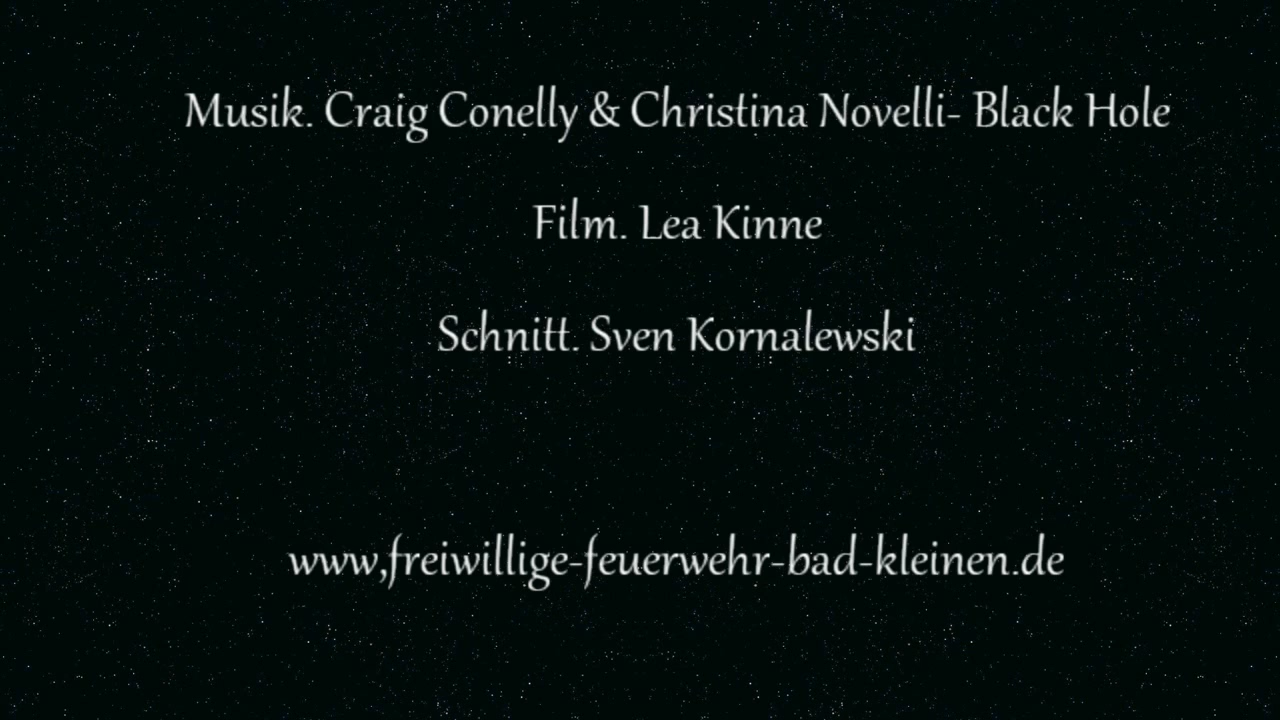 Musik. Craig Conelly & Christina Novelli- Black Hole
Film. Lea Kinne
Schnitt. Sven Kornalewski
www,freiwillige-feuerwehr-bad-kleinen.de